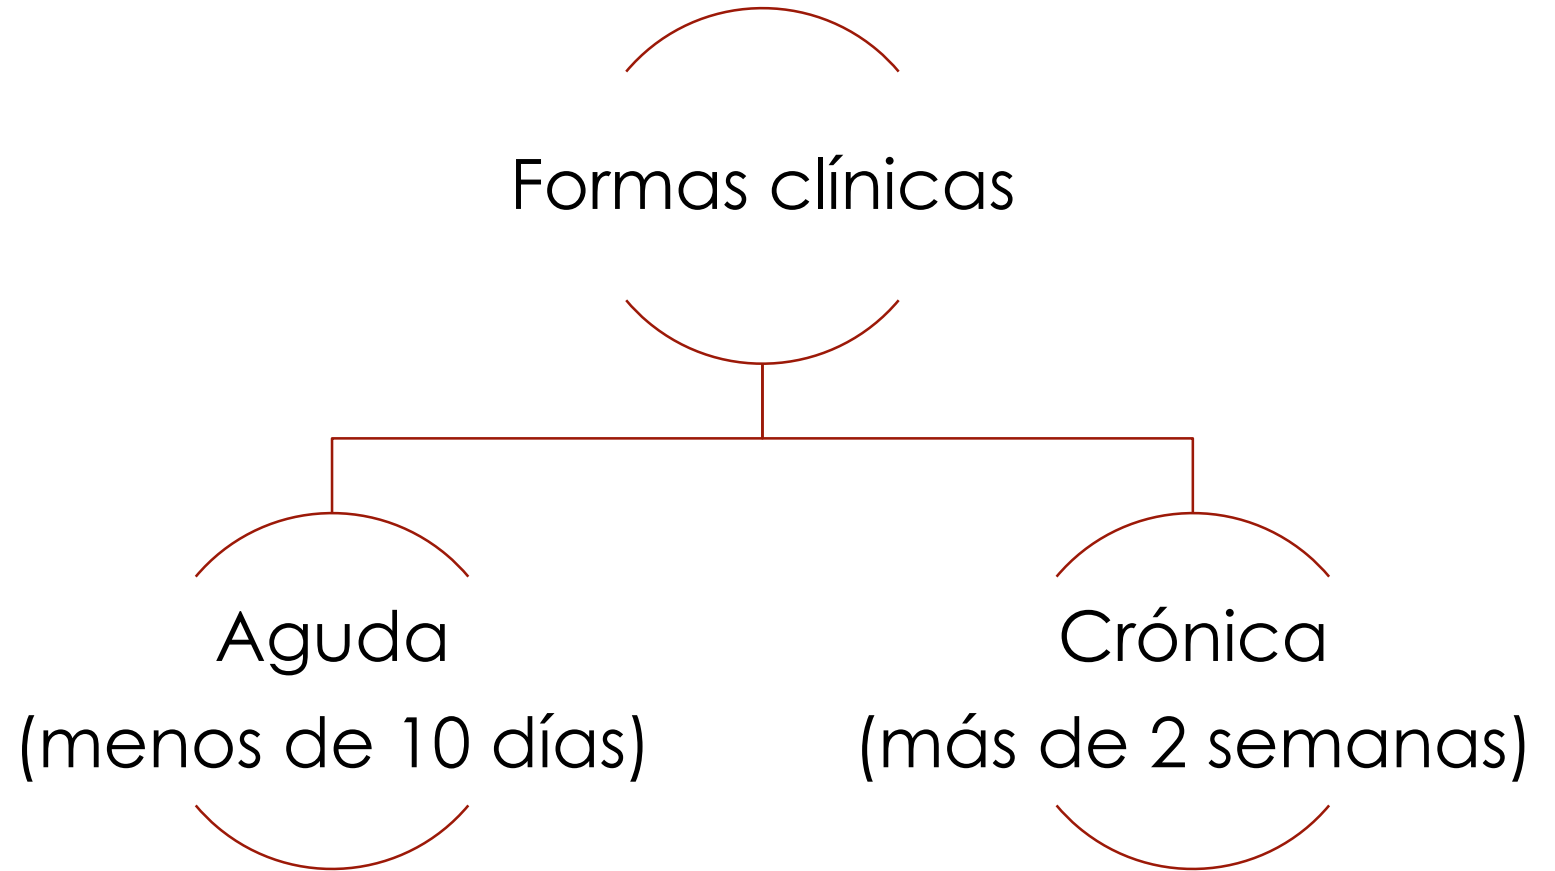 Formas clínicas
Aguda
(menos de 10 días)
Crónica
(más de 2 semanas)